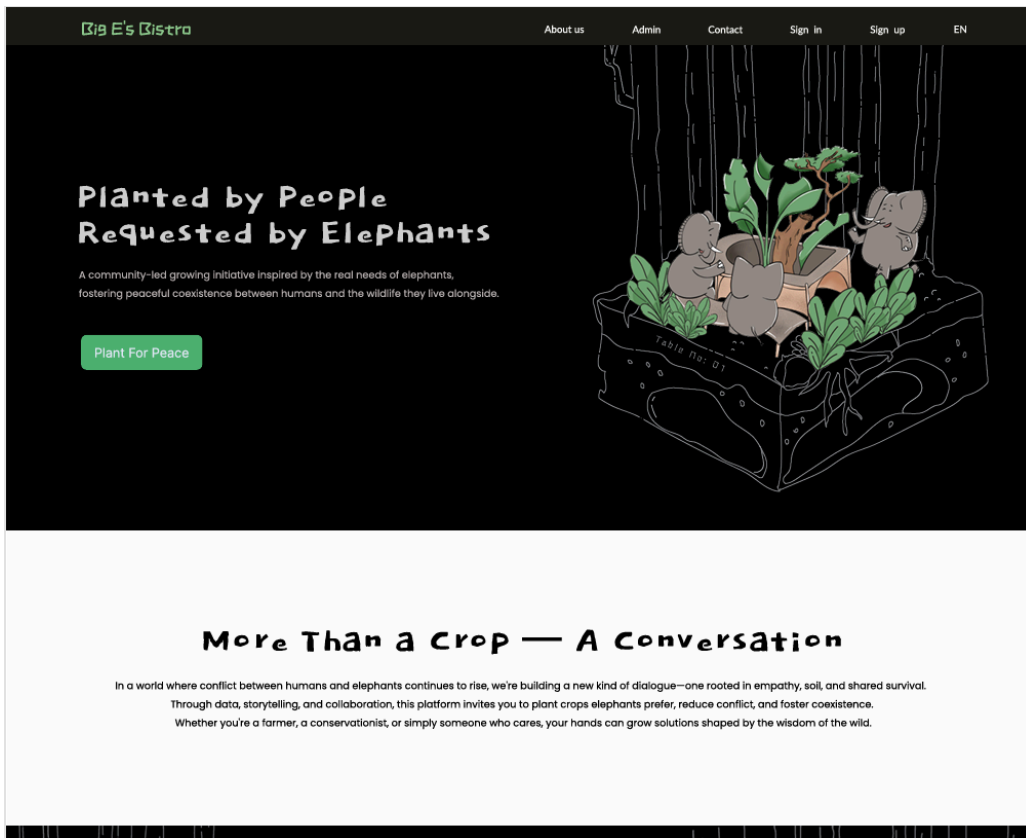 Big E's Bistro
About us Admin Contact Sign in Sign up EN
Planted by People
Requested by Elephants
A community-led growing initiative inspired by the real needs of elephants,
fostering peaceful coexistence between humans and the wildlife they live alongside.
Plant For Peace
Table No: 01
More Than a Crop — A Conversation
In a world where conflict between humans and elephants continues to rise, we're building a new kind of dialogue—one rooted in empathy, soil, and shared survival.
Through data, storytelling, and collaboration, this platform invites you to plant crops elephants prefer, reduce conflict, and foster coexistence.
Whether you're a farmer, a conservationist, or simply someone who cares, your hands can grow solutions shaped by the wisdom of the wild.